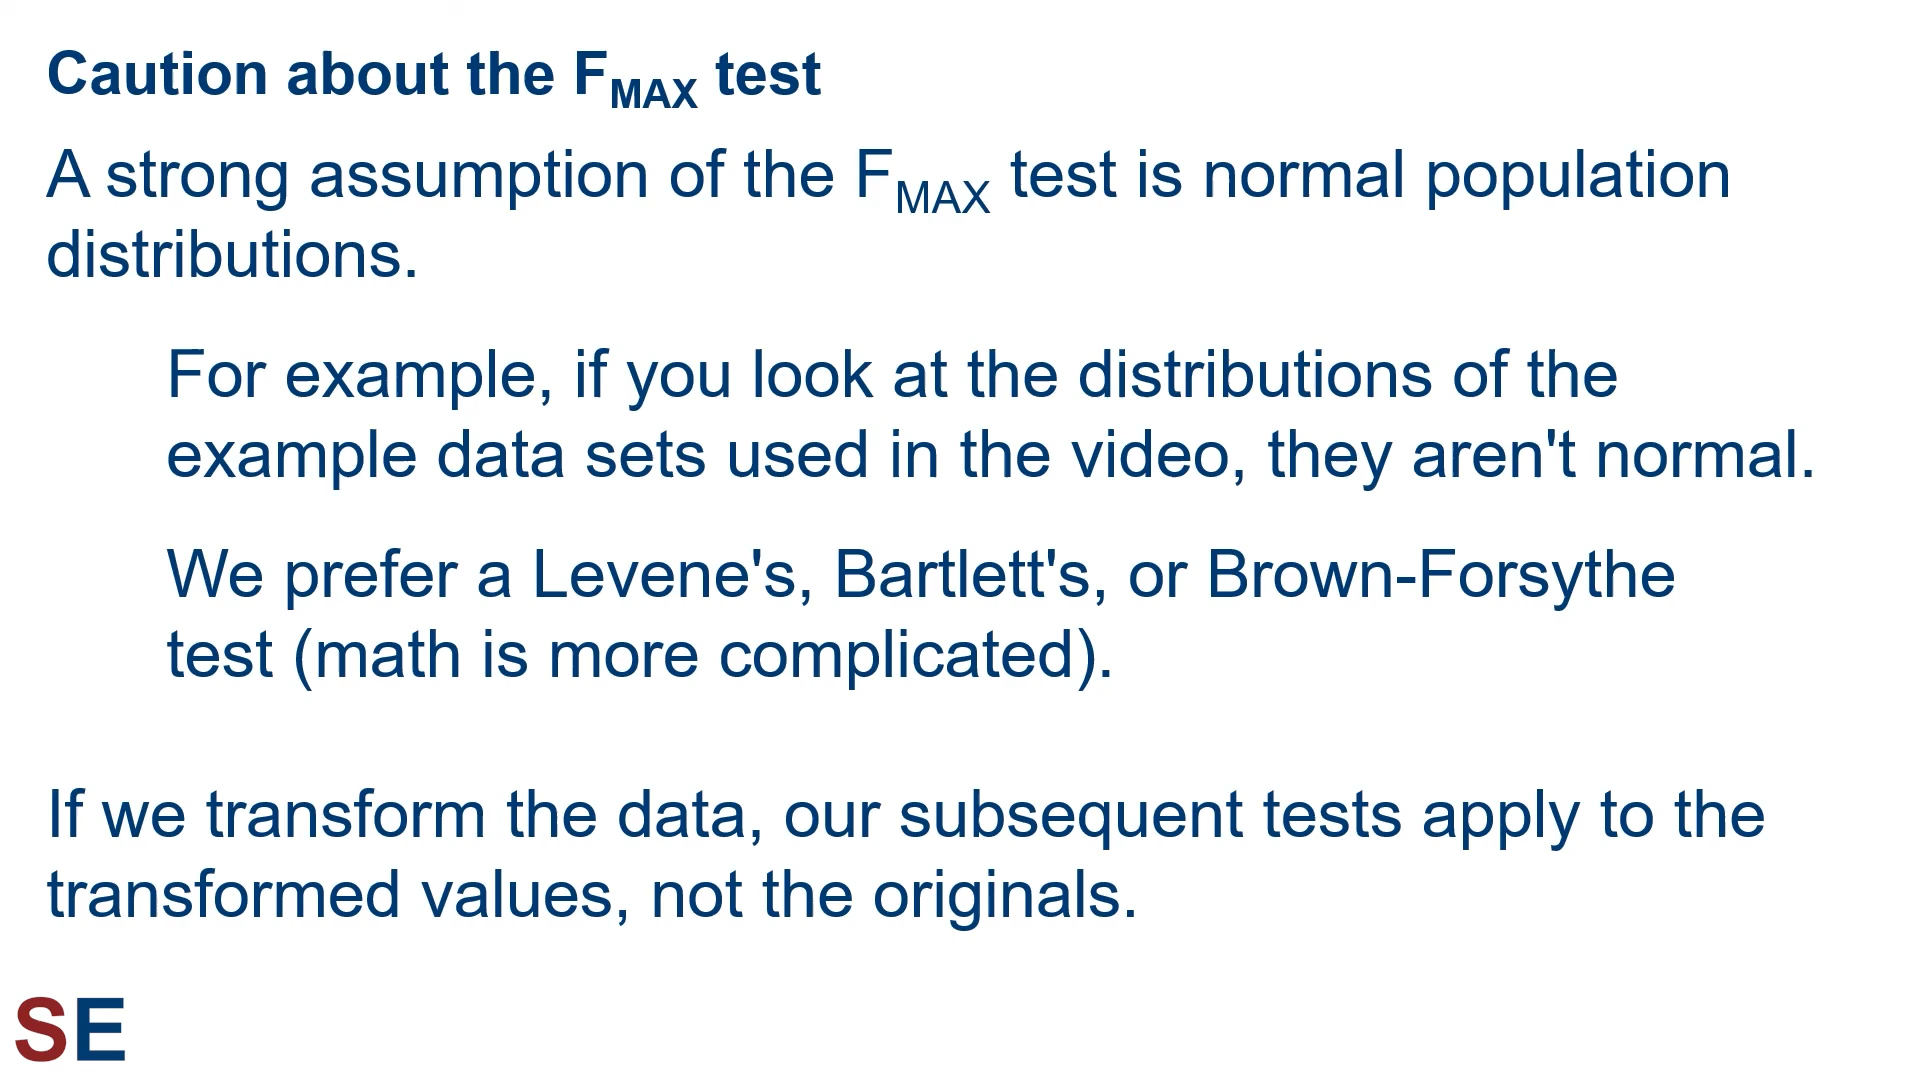 Caution about the FMAX test
A strong assumption of the FMAX test is normal population
distributions.
For example, if you look at the distributions of the
example data sets used in the video, they aren't normal.
We prefer a Levene's, Bartlett's, or Brown-Forsythe
test (math is more complicated).
If we transform the data, our subsequent tests apply to the
transformed values, not the originals.
SE